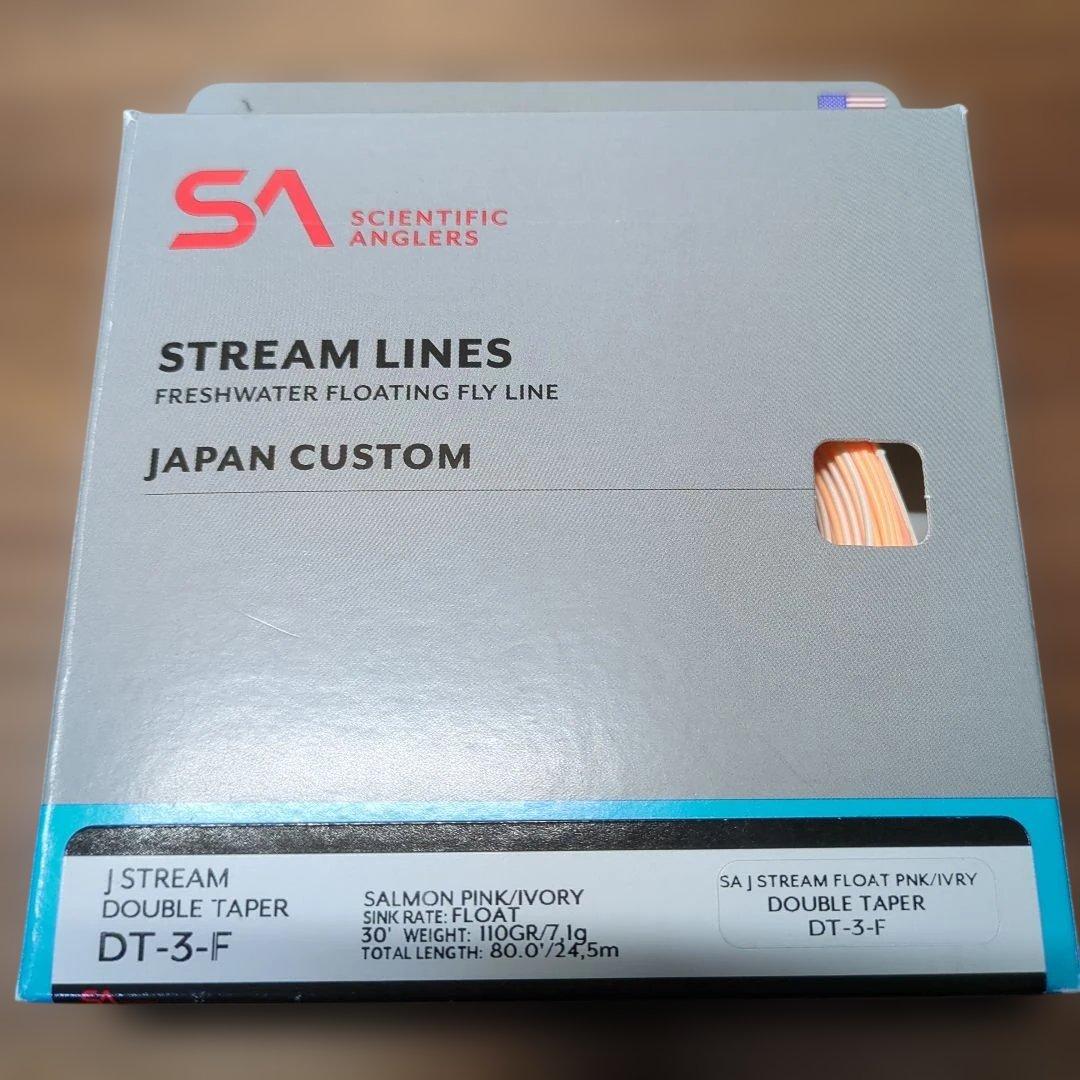 SA SCIENTIFIC
ANGLERS
STREAM LINES
FRESHWATER FLOATING FLY LINE
JAPAN CUSTOM
J STREAM
DOUBLE TAPER
DT-3-F
SALMON PINK/IVORY
SINK RATE: FLOAT
30' WEIGHT: 110GR/7,1g
TOTAL LENGTH: 80.0'/24,5m
SA J STREAM FLOAT PNK/IVRY
DOUBLE TAPER
DT-3-F
SA